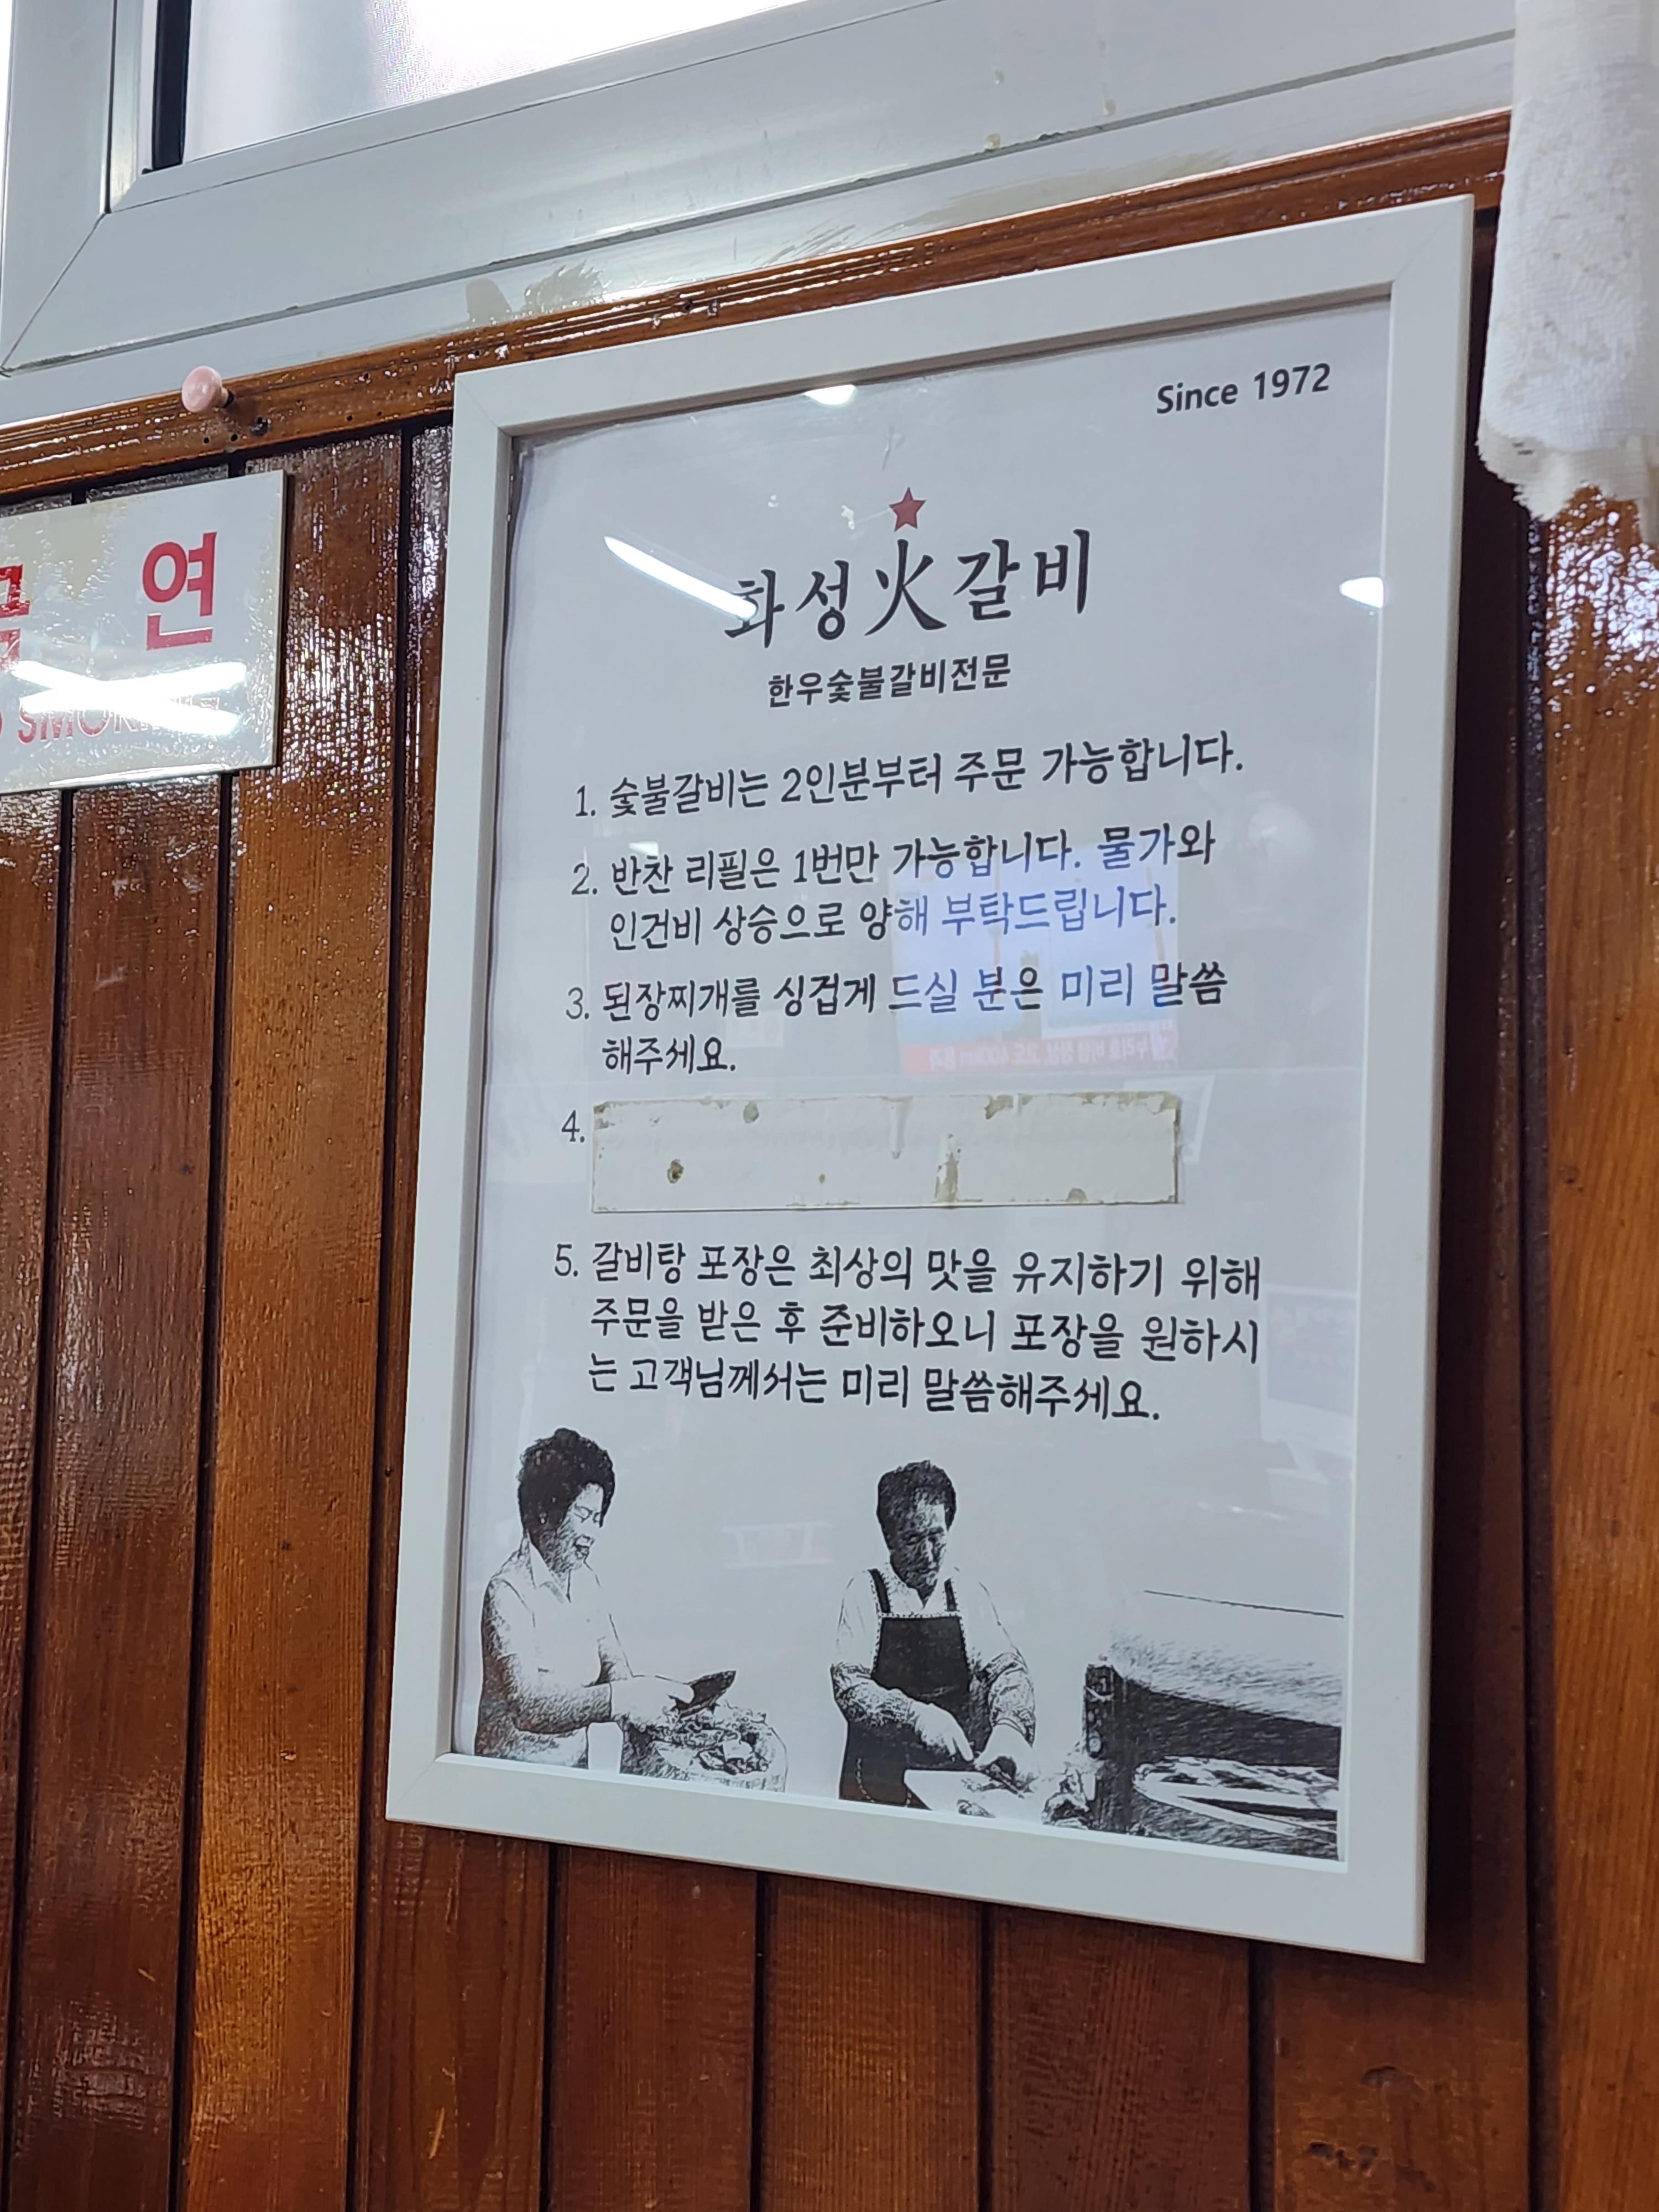 Since 1972
화성火갈비
한우숯불갈비전문
1. 숯불갈비는 2인분부터 주문 가능합니다.
2. 반찬 리필은 1번만 가능합니다. 물가와
인건비 상승으로 양해 부탁드립니다.
3. 된장찌개를 싱겁게 드실 분은 미리 말씀
해주세요.
4.
5. 갈비탕 포장은 최상의 맛을 유지하기 위해
주문을 받은 후 준비하오니 포장을 원하시
는 고객님께서는 미리 말씀해주세요.
연
SMOKING